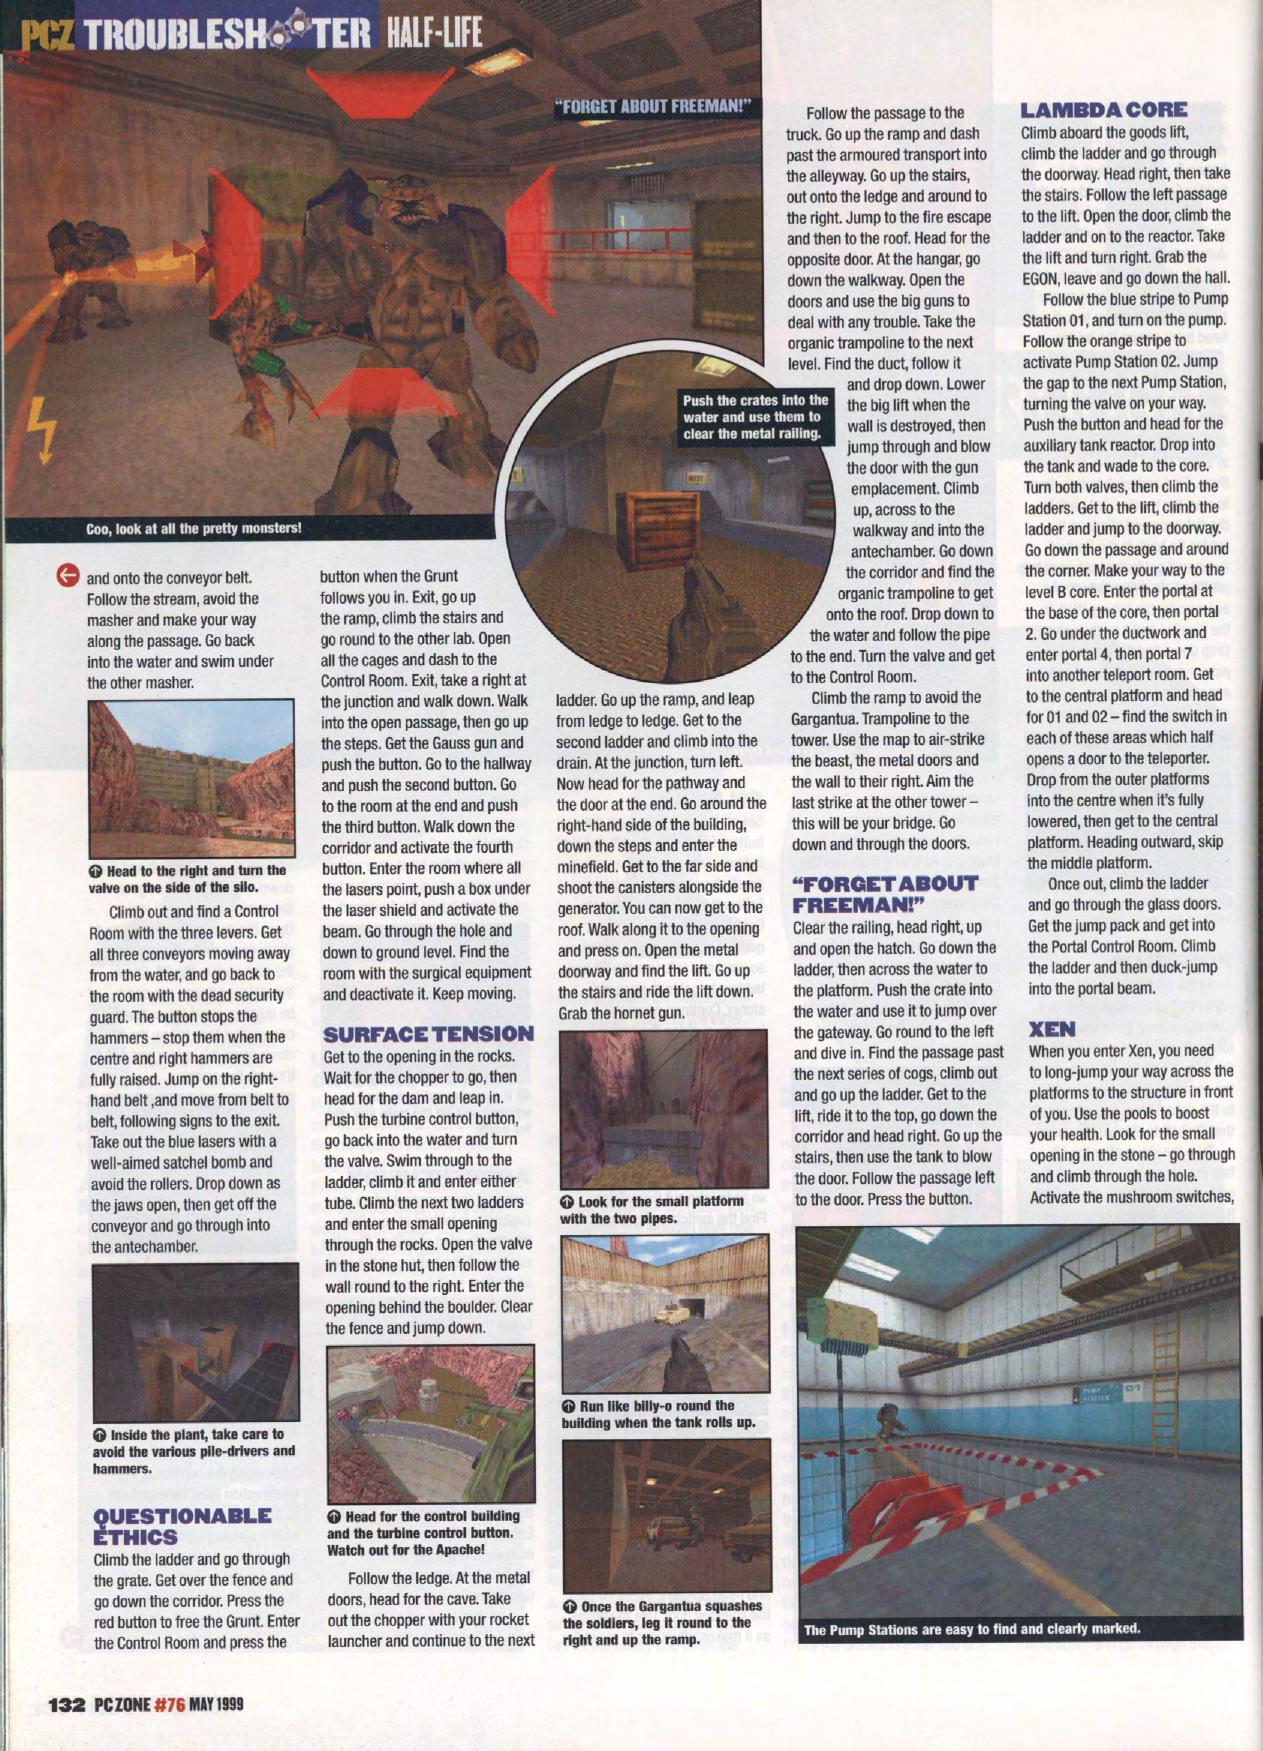 PCZ TROUBLESHOOTER HALF-LIFE
"FORGET ABOUT FREEMAN!"
Coo, look at all the pretty monsters!
Push the crates into the
water and use them to
clear the metal railing.
and onto the conveyor belt.
Follow the stream, avoid the
masher and make your way
along the passage. Go back
into the water and swim under
the other masher.
Head to the right and turn the
valve on the side of the silo.
Climb out and find a Control
Room with the three levers. Get
all three conveyors moving away
from the water, and go back to
the room with the dead security
guard. The button stops the
hammers – stop them when the
centre and right hammers are
fully raised. Jump on the right-
hand belt ,and move from belt to
belt, following signs to the exit.
Take out the blue lasers with a
well-aimed satchel bomb and
avoid the rollers. Drop down as
the jaws open, then get off the
conveyor and go through into
the antechamber.
Inside the plant, take care to
avoid the various pile-drivers and
hammers.
QUESTIONABLE
ETHICS
Climb the ladder and go through
the grate. Get over the fence and
go down the corridor. Press the
red button to free the Grunt. Enter
the Control Room and press the
button when the Grunt
follows you in. Exit, go up
the ramp, climb the stairs and
go round to the other lab. Open
all the cages and dash to the
Control Room. Exit, take a right at
the junction and walk down. Walk
into the open passage, then go up
the steps. Get the Gauss gun and
push the button. Go to the hallway
and push the second button. Go
to the room at the end and push
the third button. Walk down the
corridor and activate the fourth
button. Enter the room where all
the lasers point, push a box under
the laser shield and activate the
beam. Go through the hole and
down to ground level. Find the
room with the surgical equipment
and deactivate it. Keep moving.
SURFACE TENSION
Get to the opening in the rocks.
Wait for the chopper to go, then
head for the dam and leap in.
Push the turbine control button,
go back into the water and turn
the valve. Swim through to the
ladder, climb it and enter either
tube. Climb the next two ladders
and enter the small opening
through the rocks. Open the valve
in the stone hut, then follow the
wall round to the right. Enter the
opening behind the boulder. Clear
the fence and jump down.
Head for the control building
and the turbine control button.
Watch out for the Apache!
Follow the ledge. At the metal
doors, head for the cave. Take
out the chopper with your rocket
launcher and continue to the next
ladder. Go up the ramp, and leap
from ledge to ledge. Get to the
second ladder and climb into the
drain. At the junction, turn left.
Now head for the pathway and
the door at the end. Go around the
right-hand side of the building,
down the steps and enter the
minefield. Get to the far side and
shoot the canisters alongside the
generator. You can now get to the
roof. Walk along it to the opening
and press on. Open the metal
doorway and find the lift. Go up
the stairs and ride the lift down.
Grab the hornet gun.
Look for the small platform
with the two pipes.
Run like billy-o round the
building when the tank rolls up.
Once the Gargantua squashes
the soldiers, leg it round to the
right and up the ramp.
Follow the passage to the
truck. Go up the ramp and dash
past the armoured transport into
the alleyway. Go up the stairs,
out onto the ledge and around to
the right. Jump to the fire escape
and then to the roof. Head for the
opposite door. At the hangar, go
down the walkway. Open the
doors and use the big guns to
deal with any trouble. Take the
organic trampoline to the next
level. Find the duct, follow it
and drop down. Lower
the big lift when the
wall is destroyed, then
jump through and blow
the door with the gun
emplacement. Climb
up, across to the
walkway and into the
antechamber. Go down
the corridor and find the
organic trampoline to get
onto the roof. Drop down to
the water and follow the pipe
to the end. Turn the valve and get
to the Control Room.
Climb the ramp to avoid the
Gargantua. Trampoline to the
tower. Use the map to air-strike
the beast, the metal doors and
the wall to their right. Aim the
last strike at the other tower –
this will be your bridge. Go
down and through the doors.
"FORGET ABOUT
FREEMAN!"
Clear the railing, head right, up
and open the hatch. Go down the
ladder, then across the water to
the platform. Push the crate into
the water and use it to jump over
the gateway. Go round to the left
and dive in. Find the passage past
the next series of cogs, climb out
and go up the ladder. Get to the
lift, ride it to the top, go down the
corridor and head right. Go up the
stairs, then use the tank to blow
the door. Follow the passage left
to the door. Press the button.
LAMBDA CORE
Climb aboard the goods lift,
climb the ladder and go through
the doorway. Head right, then take
the stairs. Follow the left passage
to the lift. Open the door, climb the
ladder and on to the reactor. Take
the lift and turn right. Grab the
EGON, leave and go down the hall.
Follow the blue stripe to Pump
Station 01, and turn on the pump.
Follow the orange stripe to
activate Pump Station 02. Jump
the gap to the next Pump Station,
turning the valve on your way.
Push the button and head for the
auxiliary tank reactor. Drop into
the tank and wade to the core.
Turn both valves, then climb the
ladders. Get to the lift, climb the
ladder and jump to the doorway.
Go down the passage and around
the corner. Make your way to the
level B core. Enter the portal at
the base of the core, then portal
2. Go under the ductwork and
enter portal 4, then portal 7
into another teleport room. Get
to the central platform and head
for 01 and 02 – find the switch in
each of these areas which half
opens a door to the teleporter.
Drop from the outer platforms
into the centre when it's fully
lowered, then get to the central
platform. Heading outward, skip
the middle platform.
Once out, climb the ladder
and go through the glass doors.
Get the jump pack and get into
the Portal Control Room. Climb
the ladder and then duck-jump
into the portal beam.
XEN
When you enter Xen, you need
to long-jump your way across the
platforms to the structure in front
of you. Use the pools to boost
your health. Look for the small
opening in the stone – go through
and climb through the hole.
Activate the mushroom switches,
PUMP
STATION 01
The Pump Stations are easy to find and clearly marked.
132 PC ZONE #76 MAY 1999